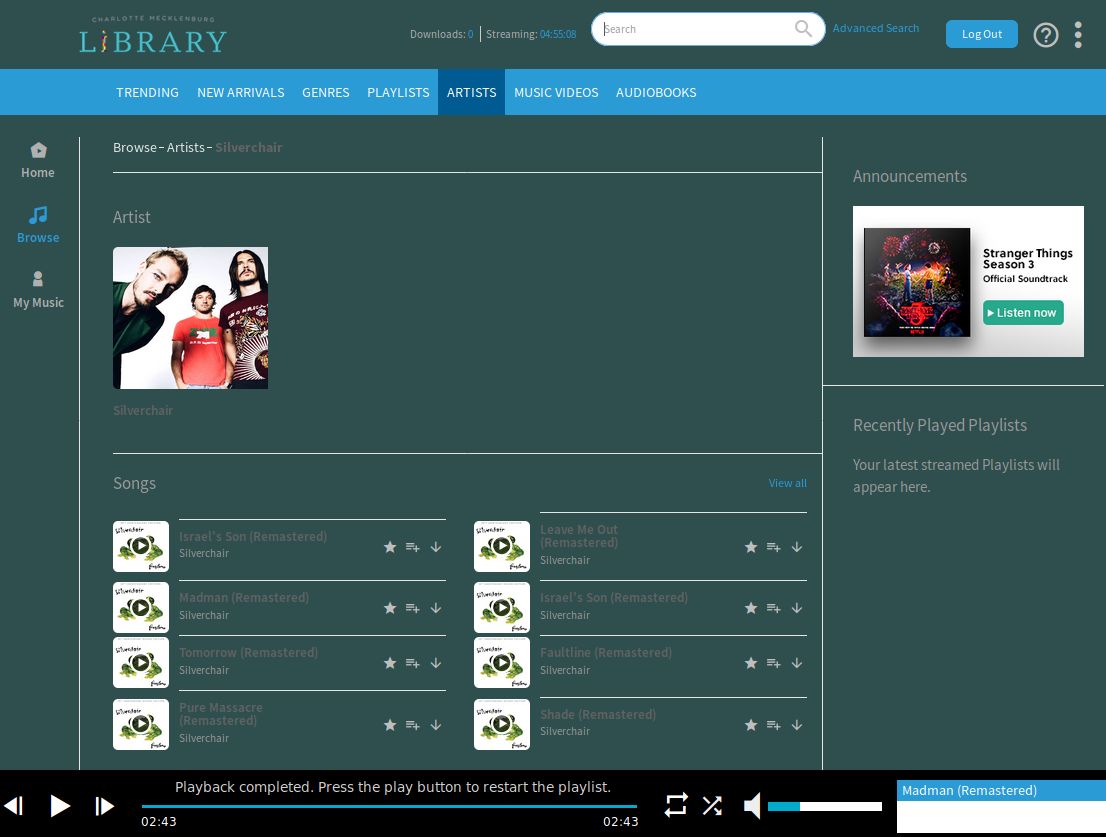 CHARLOTTE MECKLENBURG
LiBRARY
Downloads: 0 Streaming: 04:55:08
Search
Advanced Search
Log Out
TRENDING NEW ARRIVALS GENRES PLAYLISTS ARTISTS MUSIC VIDEOS AUDIOBOOKS
Home
Browse
My Music
Browse - Artists - Silverchair
Artist
Silverchair
Songs View all
Israel's Son (Remastered)
Silverchair
Leave Me Out
(Remastered)
Silverchair
Madman (Remastered)
Silverchair
Israel's Son (Remastered)
Silverchair
Tomorrow (Remastered)
Silverchair
Faultline (Remastered)
Silverchair
Pure Massacre
(Remastered)
Silverchair
Shade (Remastered)
Silverchair
Announcements
Stranger Things
Season 3
Official Soundtrack
Listen now
Recently Played Playlists
Your latest streamed Playlists will
appear here.
Playback completed. Press the play button to restart the playlist.
02:43 02:43
Madman (Remastered)